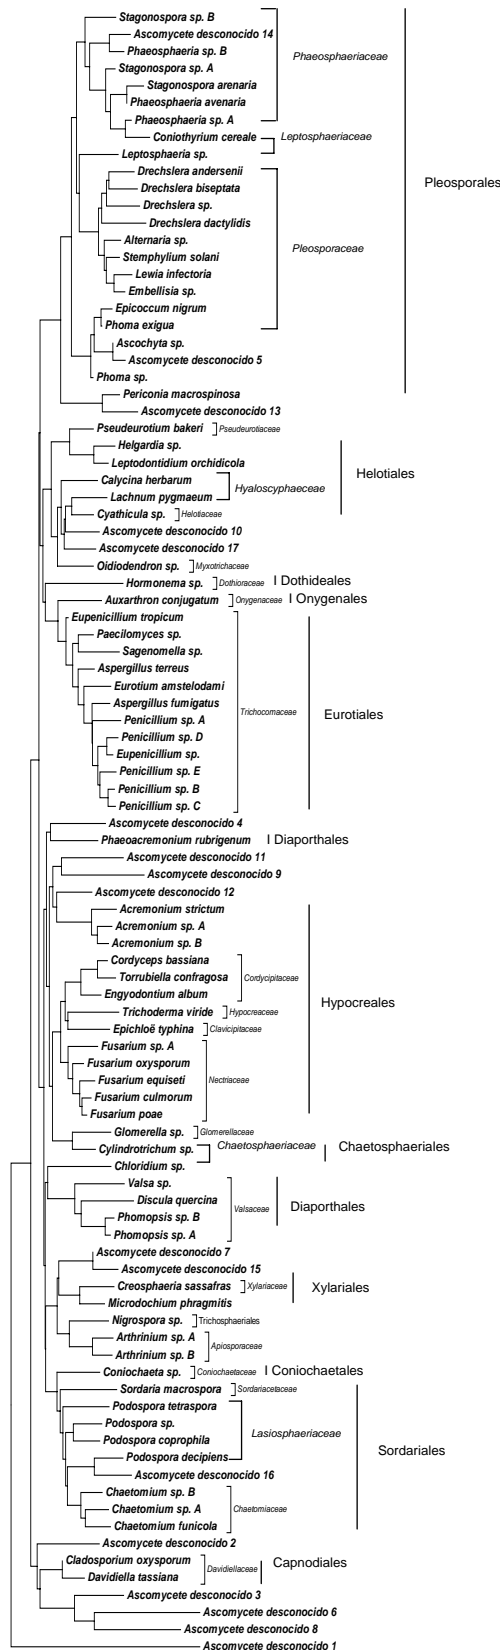 Stagonospora sp. B
Ascomycete desconocido 14
Phaeosphaeria sp. B
Phaeosphaeriaceae
Stagonospora sp. A
Stagonospora arenaria
Phaeosphaeria avenaria
Phaeosphaeria sp. A
Coniothyrium cereale
Leptosphaeriaceae
Leptosphaeria sp.
Drechslera andersenii
Pleosporales
Drechslera biseptata
Drechslera sp.
Drechslera dactylidis
Alternaria sp.
Pleosporaceae
Stemphylium solani
Lewia infectoria
Embellisia sp.
Epicoccum nigrum
Phoma exigua
Ascochyta sp.
Ascomycete desconocido 5
Phoma sp.
Periconia macrospinosa
Ascomycete desconocido 13
Pseudeurotium bakeri Pseudeurotiaceae
Helgardia sp.
Leptodontidium orchidicola
Helotiales
Calycina herbarum
Hyaloscyphaeceae
Lachnum pygmaeum
Cyathicula sp. Helotiaceae
Ascomycete desconocido 10
Ascomycete desconocido 17
Oidiodendron sp. Myxotrichaceae
Hormonema sp. Dothioraceae I Dothideales
Auxarthron conjugatum Onygenaceae I Onygenales
Eupenicillium tropicum
Paecilomyces sp.
Sagenomella sp.
Aspergillus terreus
Eurotium amstelodami
Aspergillus fumigatus
Trichocomaceae
Eurotiales
Penicillium sp. A
Penicillium sp. D
Eupenicillium sp.
Penicillium sp. E
Penicillium sp. B
Penicillium sp. C
Ascomycete desconocido 4
Phaeoacremonium rubrigenum I Diaporthales
Ascomycete desconocido 11
Ascomycete desconocido 9
Ascomycete desconocido 12
Acremonium strictum
Acremonium sp. A
Acremonium sp. B
Cordyceps bassiana
Torrubiella confragosa Cordycipitaceae
Engyodontium album
Hypocreales
Trichoderma viride Hypocreaceae
Epichloë typhina Clavicipitaceae
Fusarium sp. A
Fusarium oxysporum
Fusarium equiseti Nectriaceae
Fusarium culmorum
Fusarium poae
Glomerella sp. Glomerellaceae
Cylindrotrichum sp. Chaetosphaeriaceae Chaetosphaeriales
Chloridium sp.
Valsa sp.
Discula quercina
Valsaceae
Diaporthales
Phomopsis sp. B
Phomopsis sp. A
Ascomycete desconocido 7
Ascomycete desconocido 15
Creosphaeria sassafras Xylariaceae Xylariales
Microdochium phragmitis
Nigrospora sp. Trichosphaeriales
Arthrinium sp. A
Apiosporaceae
Arthrinium sp. B
Coniochaeta sp. Coniochaetaceae I Coniochaetales
Sordaria macrospora Sordariacetaceae
Podospora tetraspora
Podospora sp.
Lasiosphaeriaceae
Podospora coprophila
Sordariales
Podospora decipiens
Ascomycete desconocido 16
Chaetomium sp. B
Chaetomium sp. A Chaetomiaceae
Chaetomium funicola
Ascomycete desconocido 2
Cladosporium oxysporum
Davidiellaceae
Capnodiales
Davidiella tassiana
Ascomycete desconocido 3
Ascomycete desconocido 6
Ascomycete desconocido 8
Ascomycete desconocido 1